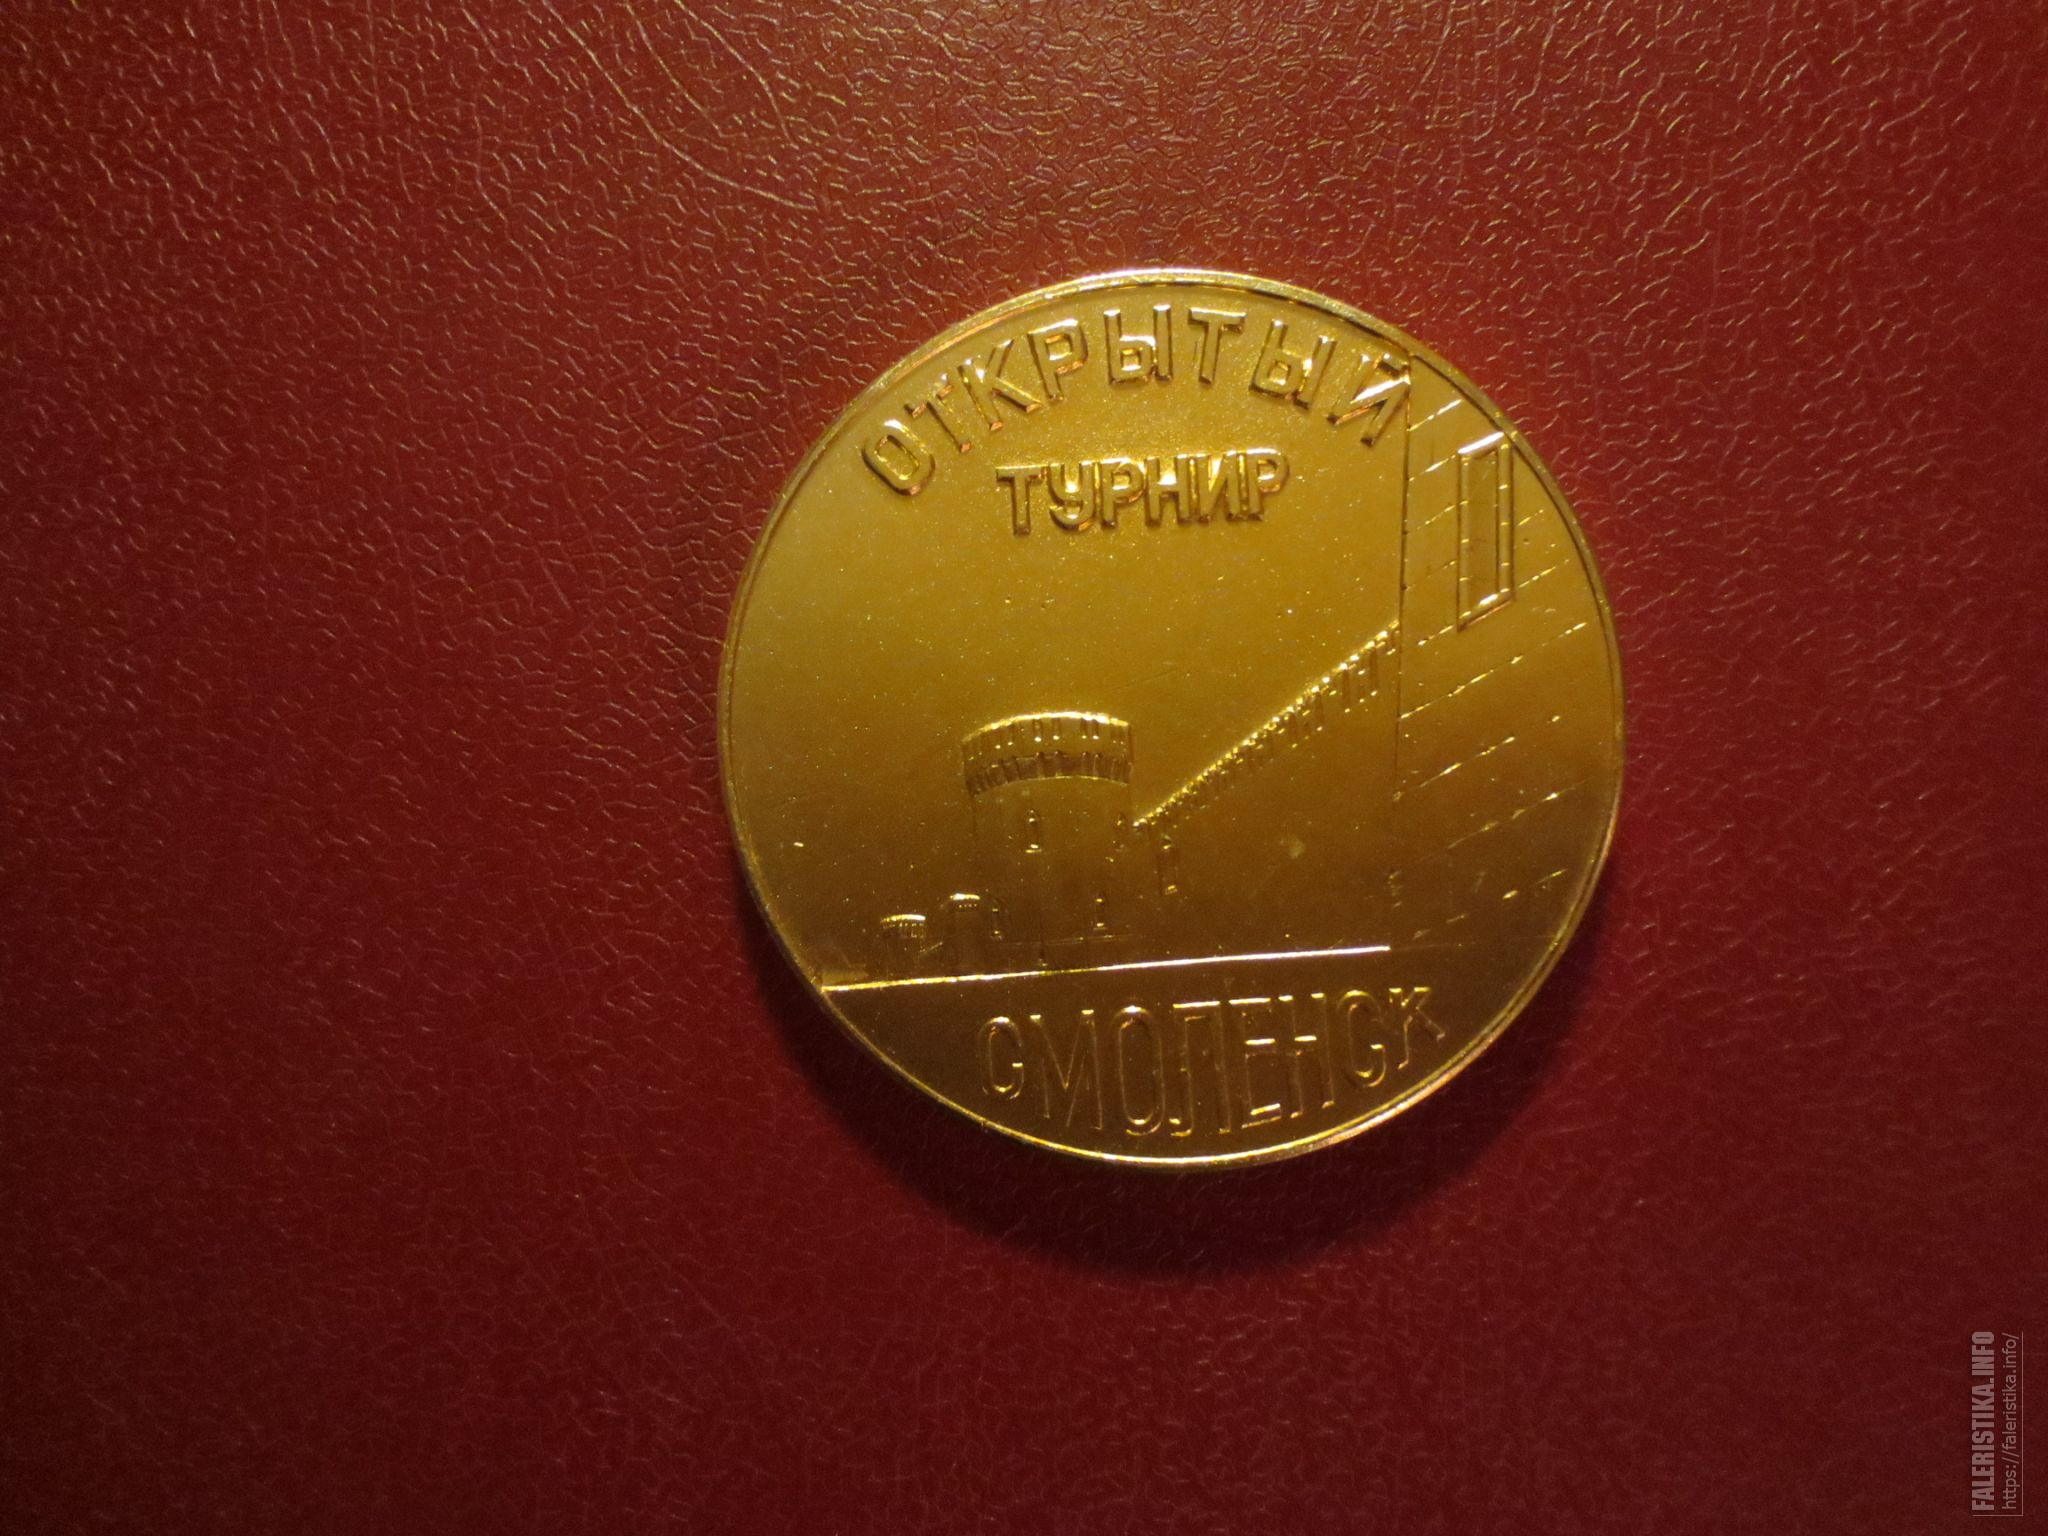 ОТКРЫТЫЙ
ТУРНИР
СМОЛЕНСК
FALERISTIKA.INFO
https://faleristika.info/